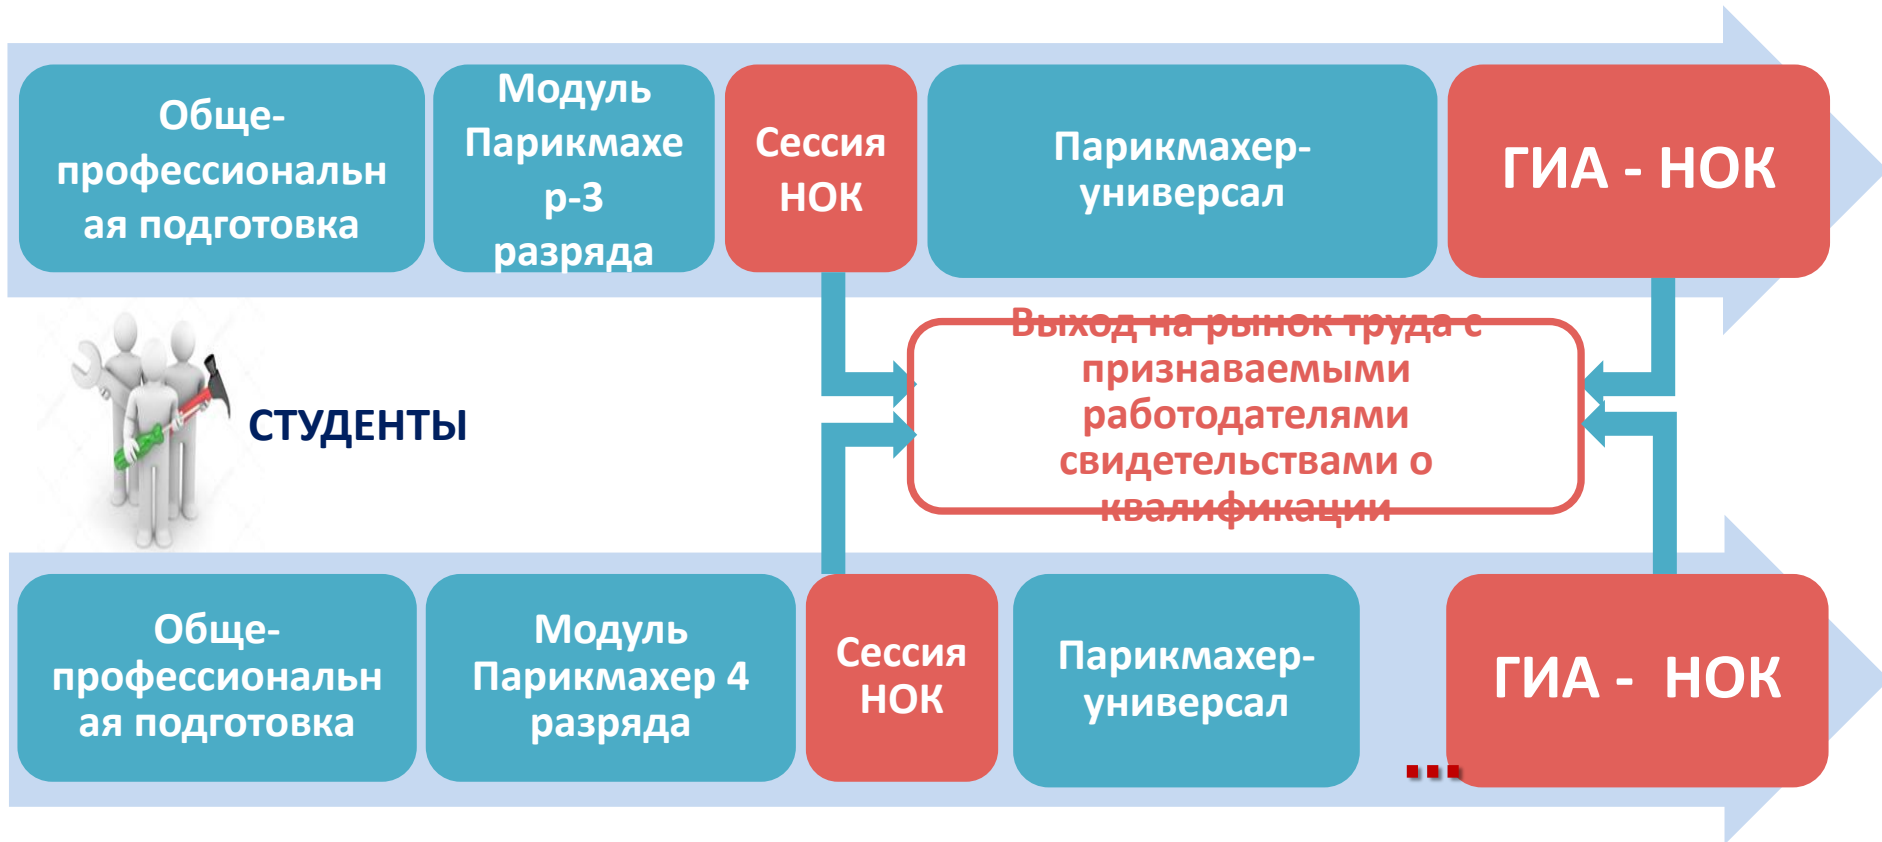 Обще-
профессиональн
ая подготовка
Модуль
Парикмахе
р-3
разряда
Сессия
НОК
Парикмахер-
универсал
ГИА - НОК
Выход на рынок труда с
признаваемыми
работодателями
свидетельствами о
квалификации
СТУДЕНТЫ
Обще-
профессиональн
ая подготовка
Модуль
Парикмахер 4
разряда
Сессия
НОК
Парикмахер-
универсал
...
ГИА -  НОК